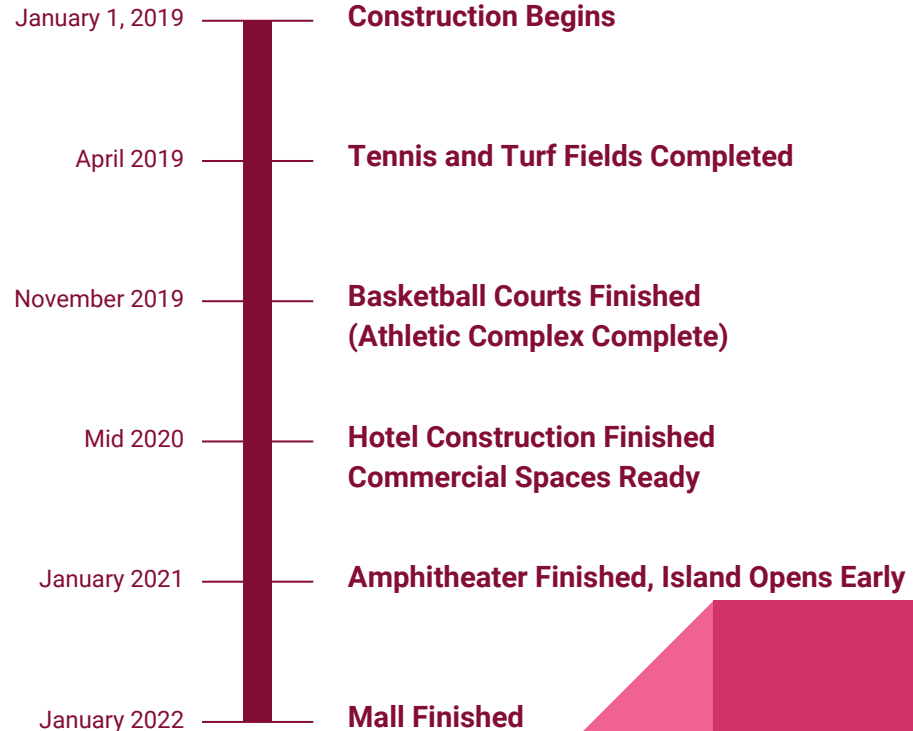 January 1, 2019
Construction Begins
April 2019
Tennis and Turf Fields Completed
November 2019
Basketball Courts Finished
(Athletic Complex Complete)
Mid 2020
Hotel Construction Finished
Commercial Spaces Ready
January 2021
Amphitheater Finished, Island Opens Early
January 2022
Mall Finished